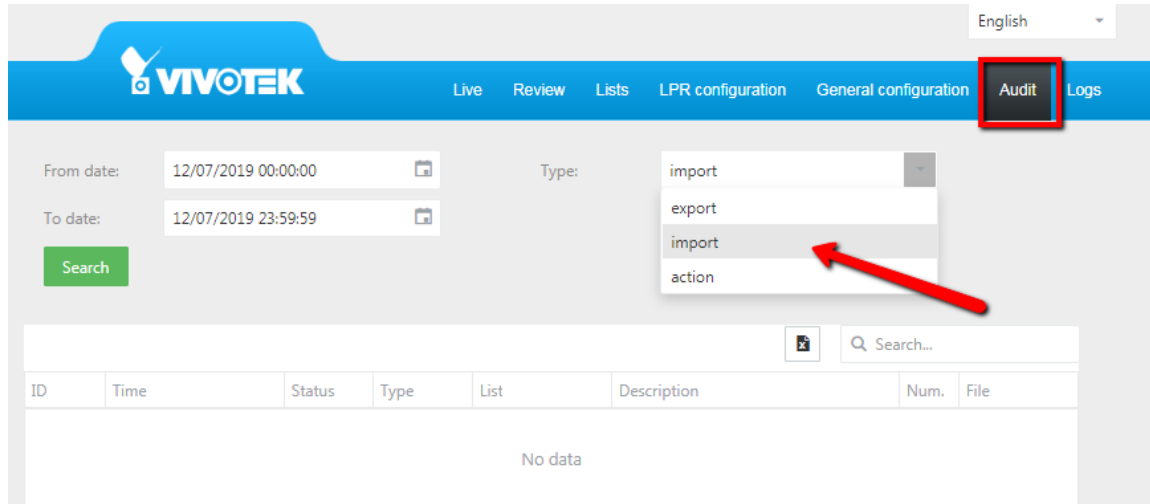 English
VIVOTEK
Live Review Lists LPR configuration General configuration Audit Logs
From date: 12/07/2019 00:00:00 Type: import
export
To date: 12/07/2019 23:59:59
import
Search
action
Search...
ID Time Status Type List Description Num. File
No data